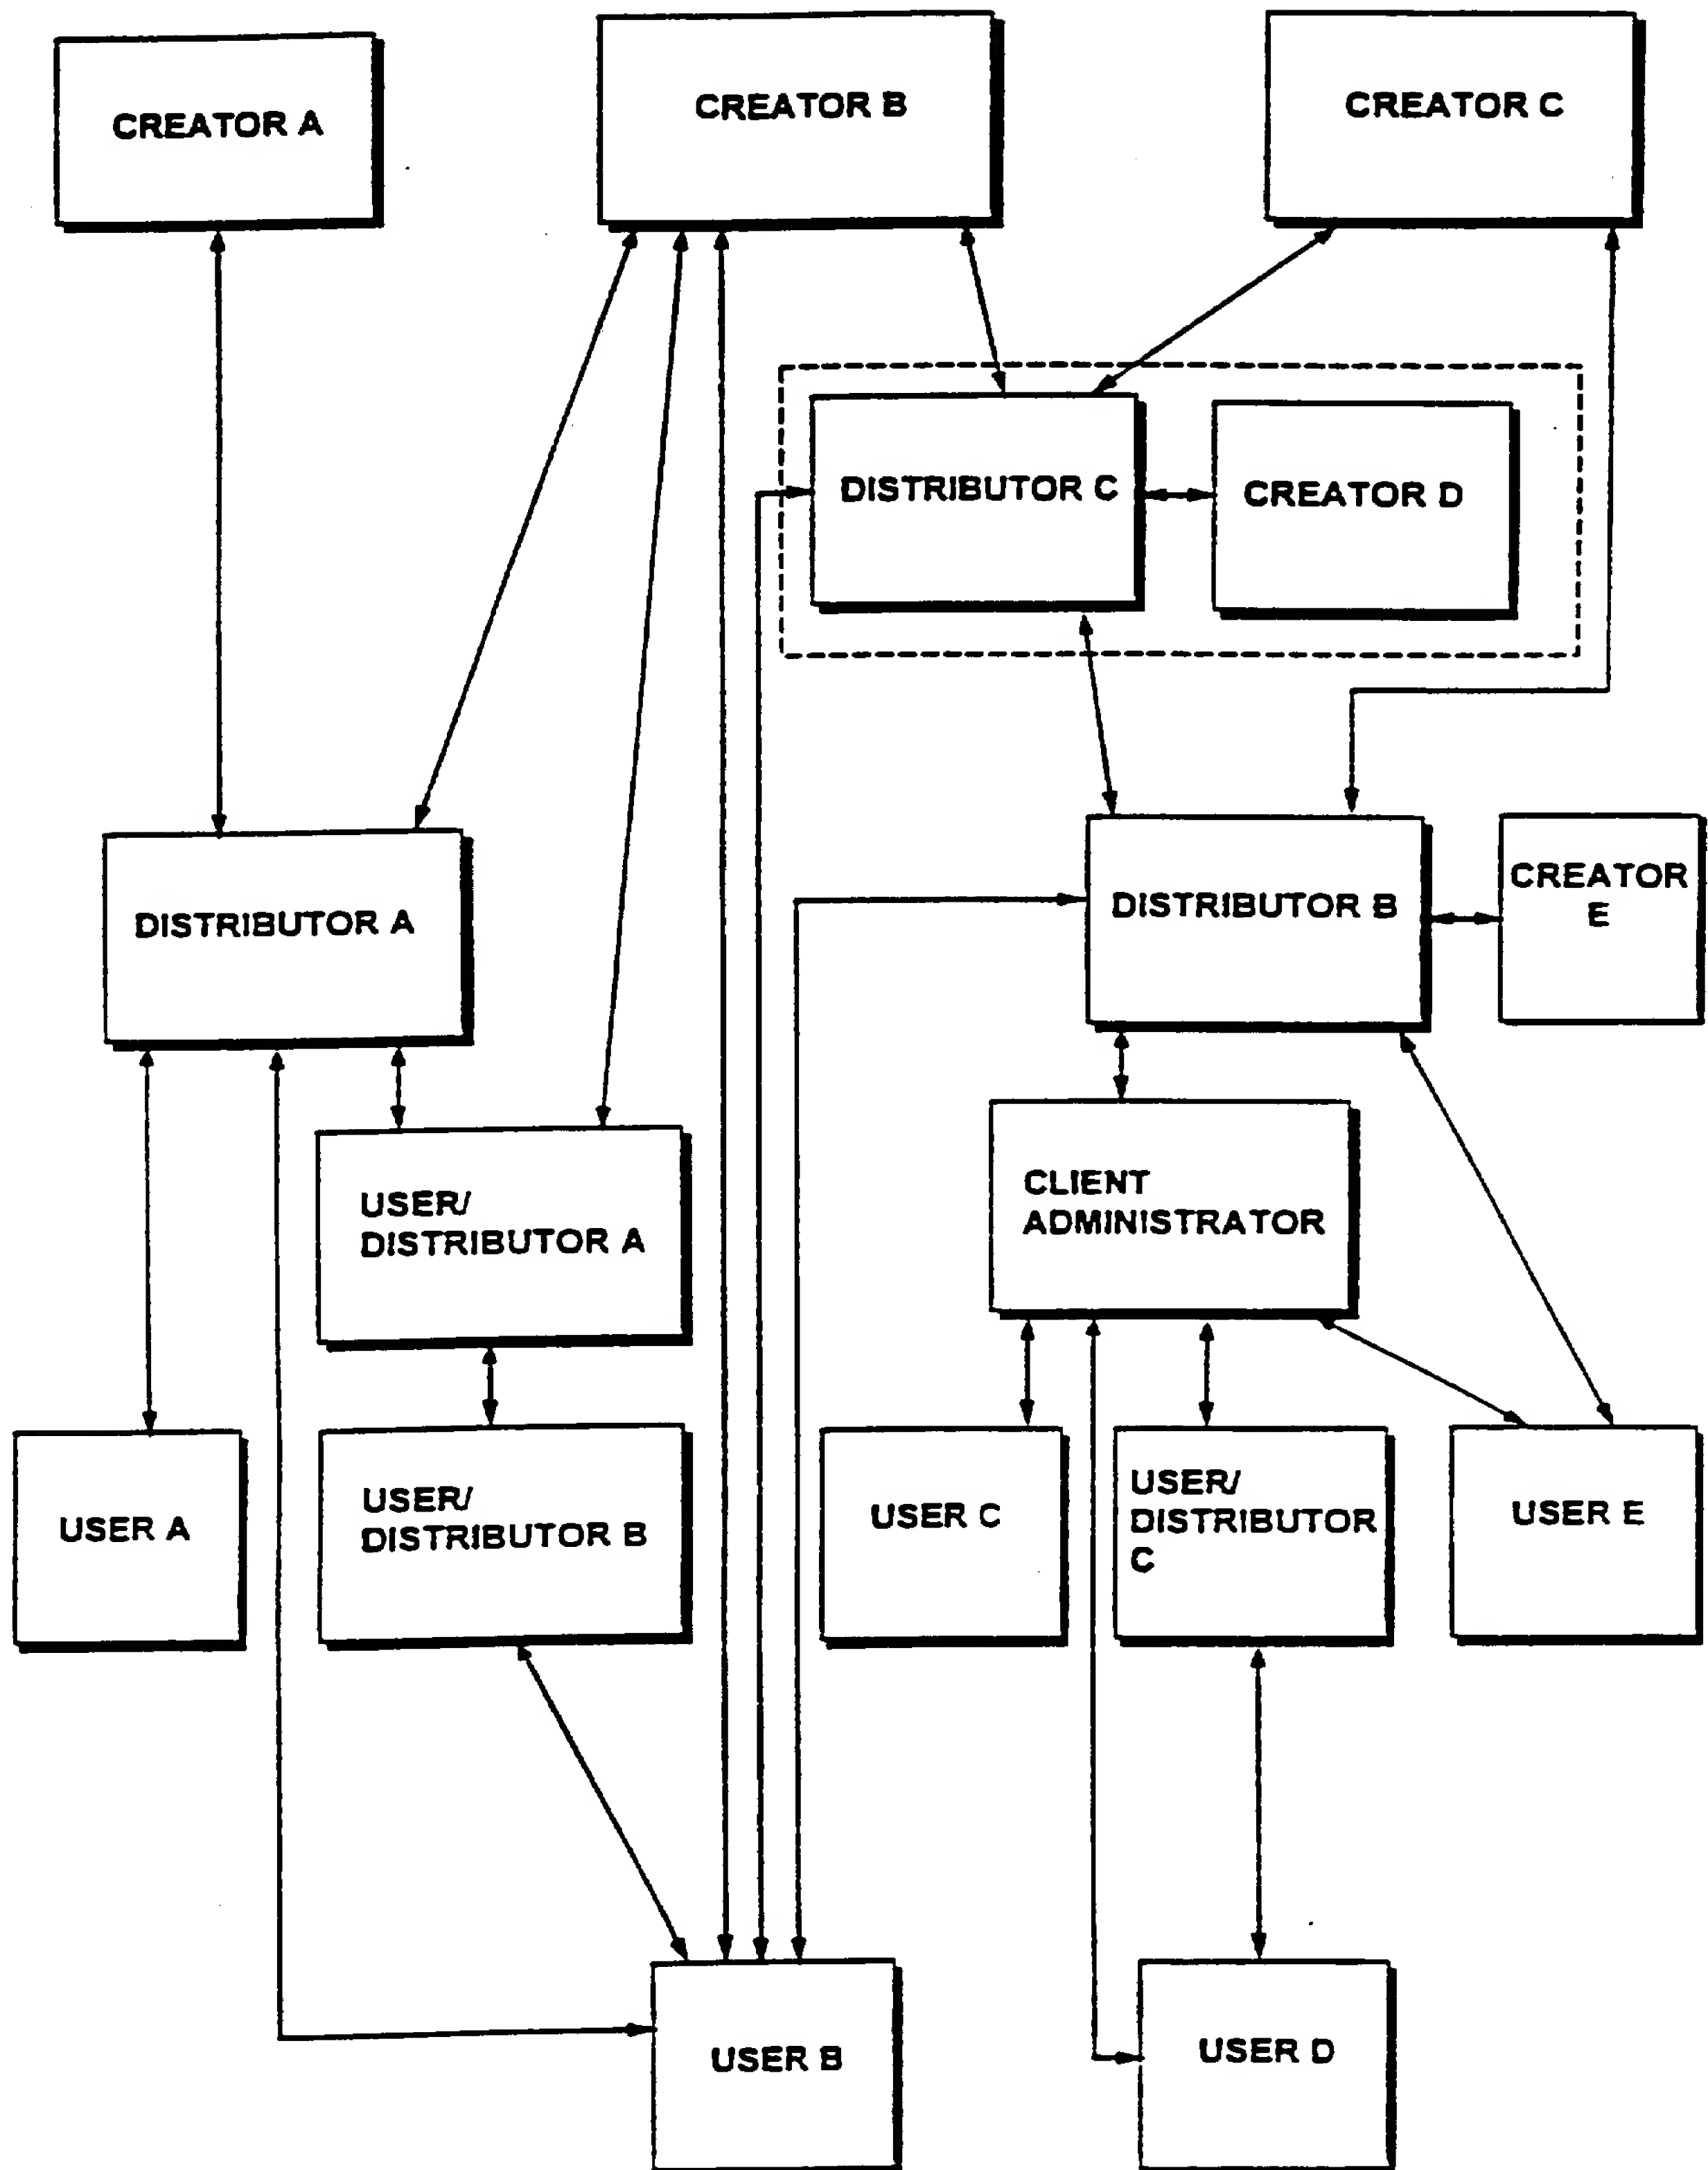 CREATOR A
CREATOR B
CREATOR C
DISTRIBUTOR C
CREATOR D
DISTRIBUTOR A
DISTRIBUTOR B
CREATOR
E
USER/
DISTRIBUTOR A
CLIENT
ADMINISTRATOR
USER A
USER/
DISTRIBUTOR B
USER C
USER/
DISTRIBUTOR
C
USER E
USER B
USER D